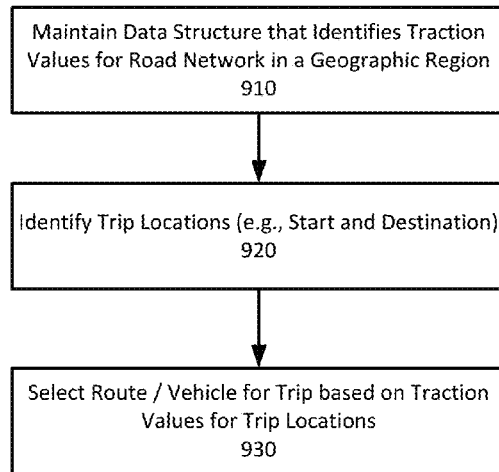 Maintain Data Structure that Identifies Traction
Values for Road Network in a Geographic Region
910
Identify Trip Locations (e.g., Start and Destination)
920
Select Route / Vehicle for Trip based on Traction
Values for Trip Locations
930